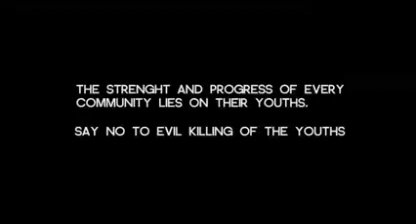 THE STRENGHT AND PROGRESS OF EVERY
COMMUNITY LIES ON THEIR YOUTHS.
SAY NO TO EVIL KILLING OF THE YOUTHS